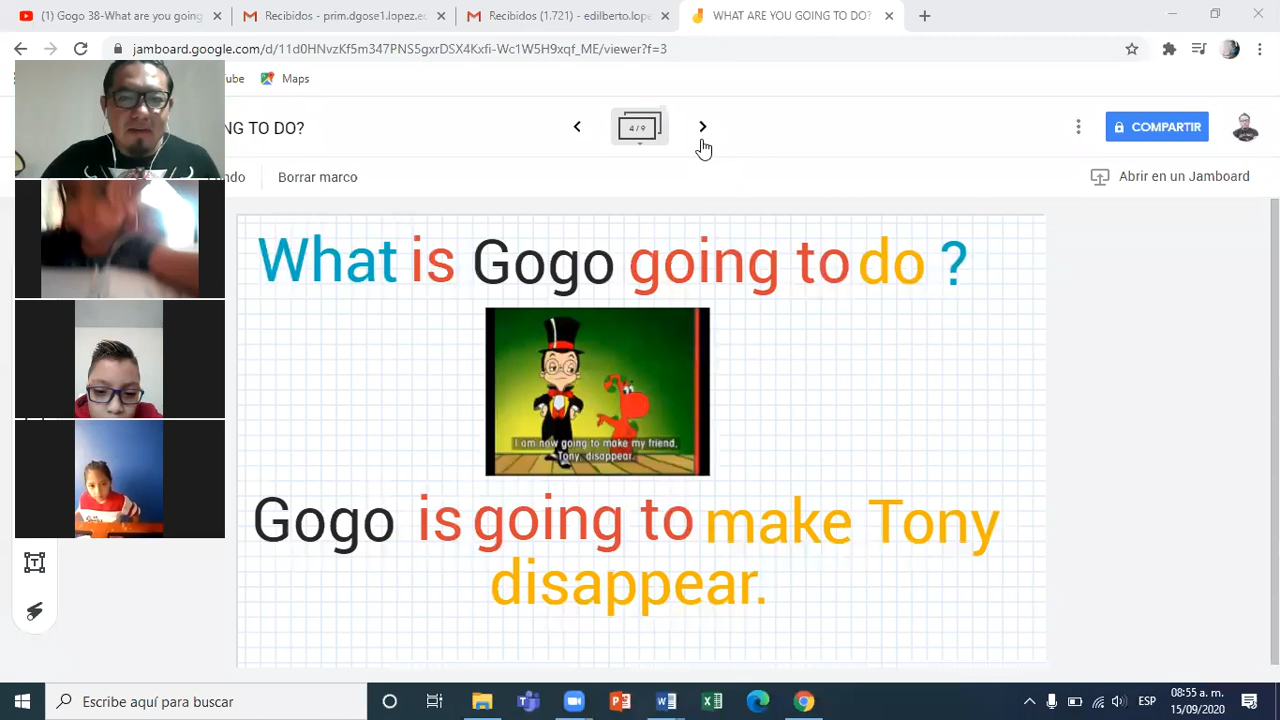 (1) Gogo 38-What are you going
Recibidos - prim.dgose1.lopez.ec
Recibidos (1.721) - edilberto.lope
WHAT ARE YOU GOING TO DO?
jamboard.google.com/d/11d0HNvzKf5m347PNS5gxrDSX4Kxfi-Wc1W5H9xqf_ME/viewer?f=3
Tube
Maps
NG TO DO?
4 / 9
COMPARTIR
Borrar marco
Abrir en un Jamboard
What is Gogo going to do ?
I am now going to make my friend,
Tony, disappear.
Gogo is going to make Tony
disappear.
Escribe aquí para buscar
ESP
08:55 a. m.
15/09/2020